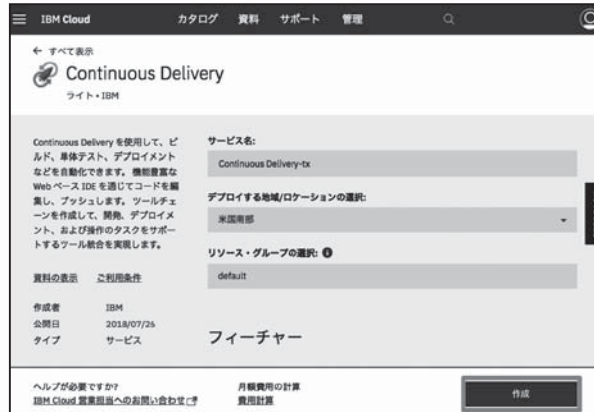 IBM Cloud
カタログ 資料 サポート 管理
← すべて表示
Continuous Delivery
ライト・IBM
Continuous Delivery を使用して、ビ
ルド、単体テスト、デプロイメント
などを自動化できます。機能豊富な
Web ベース IDE を通じてコードを編
集し、プッシュします。ツールチェ
ーンを作成して、開発、デプロイメ
ント、および操作のタスクをサポー
トするツール統合を実現します。
資料の表示 ご利用条件
作成者 IBM
公開日 2018/07/26
タイプ サービス
サービス名:
Continuous Delivery-tx
デプロイする地域/ロケーションの選択:
米国南部
リソース・グループの選択:
default
フィーチャー
ヘルプが必要ですか?
IBM Cloud 営業担当へのお問い合わせ
月額費用の計算
費用計算
作成